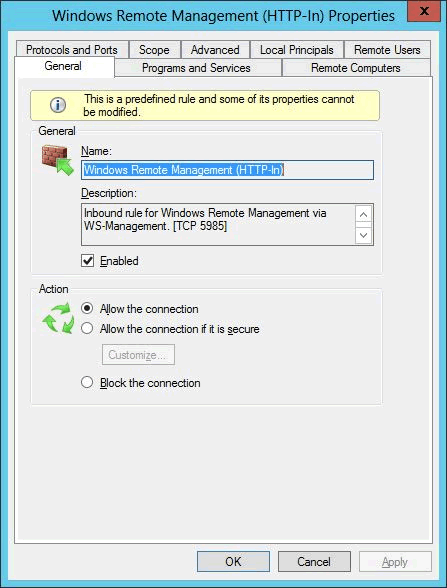 Windows Remote Management (HTTP-In) Properties
x
Protocols and Ports Scope Advanced Local Principals Remote Users
General Programs and Services Remote Computers
This is a predefined rule and some of its properties cannot
be modified.
General
Name:
Windows Remote Management (HTTP-In)
Description:
Inbound rule for Windows Remote Management via
WS-Management. [TCP 5985]
Enabled
Action
Allow the connection
Allow the connection if it is secure
Customize...
Block the connection
OK Cancel Apply